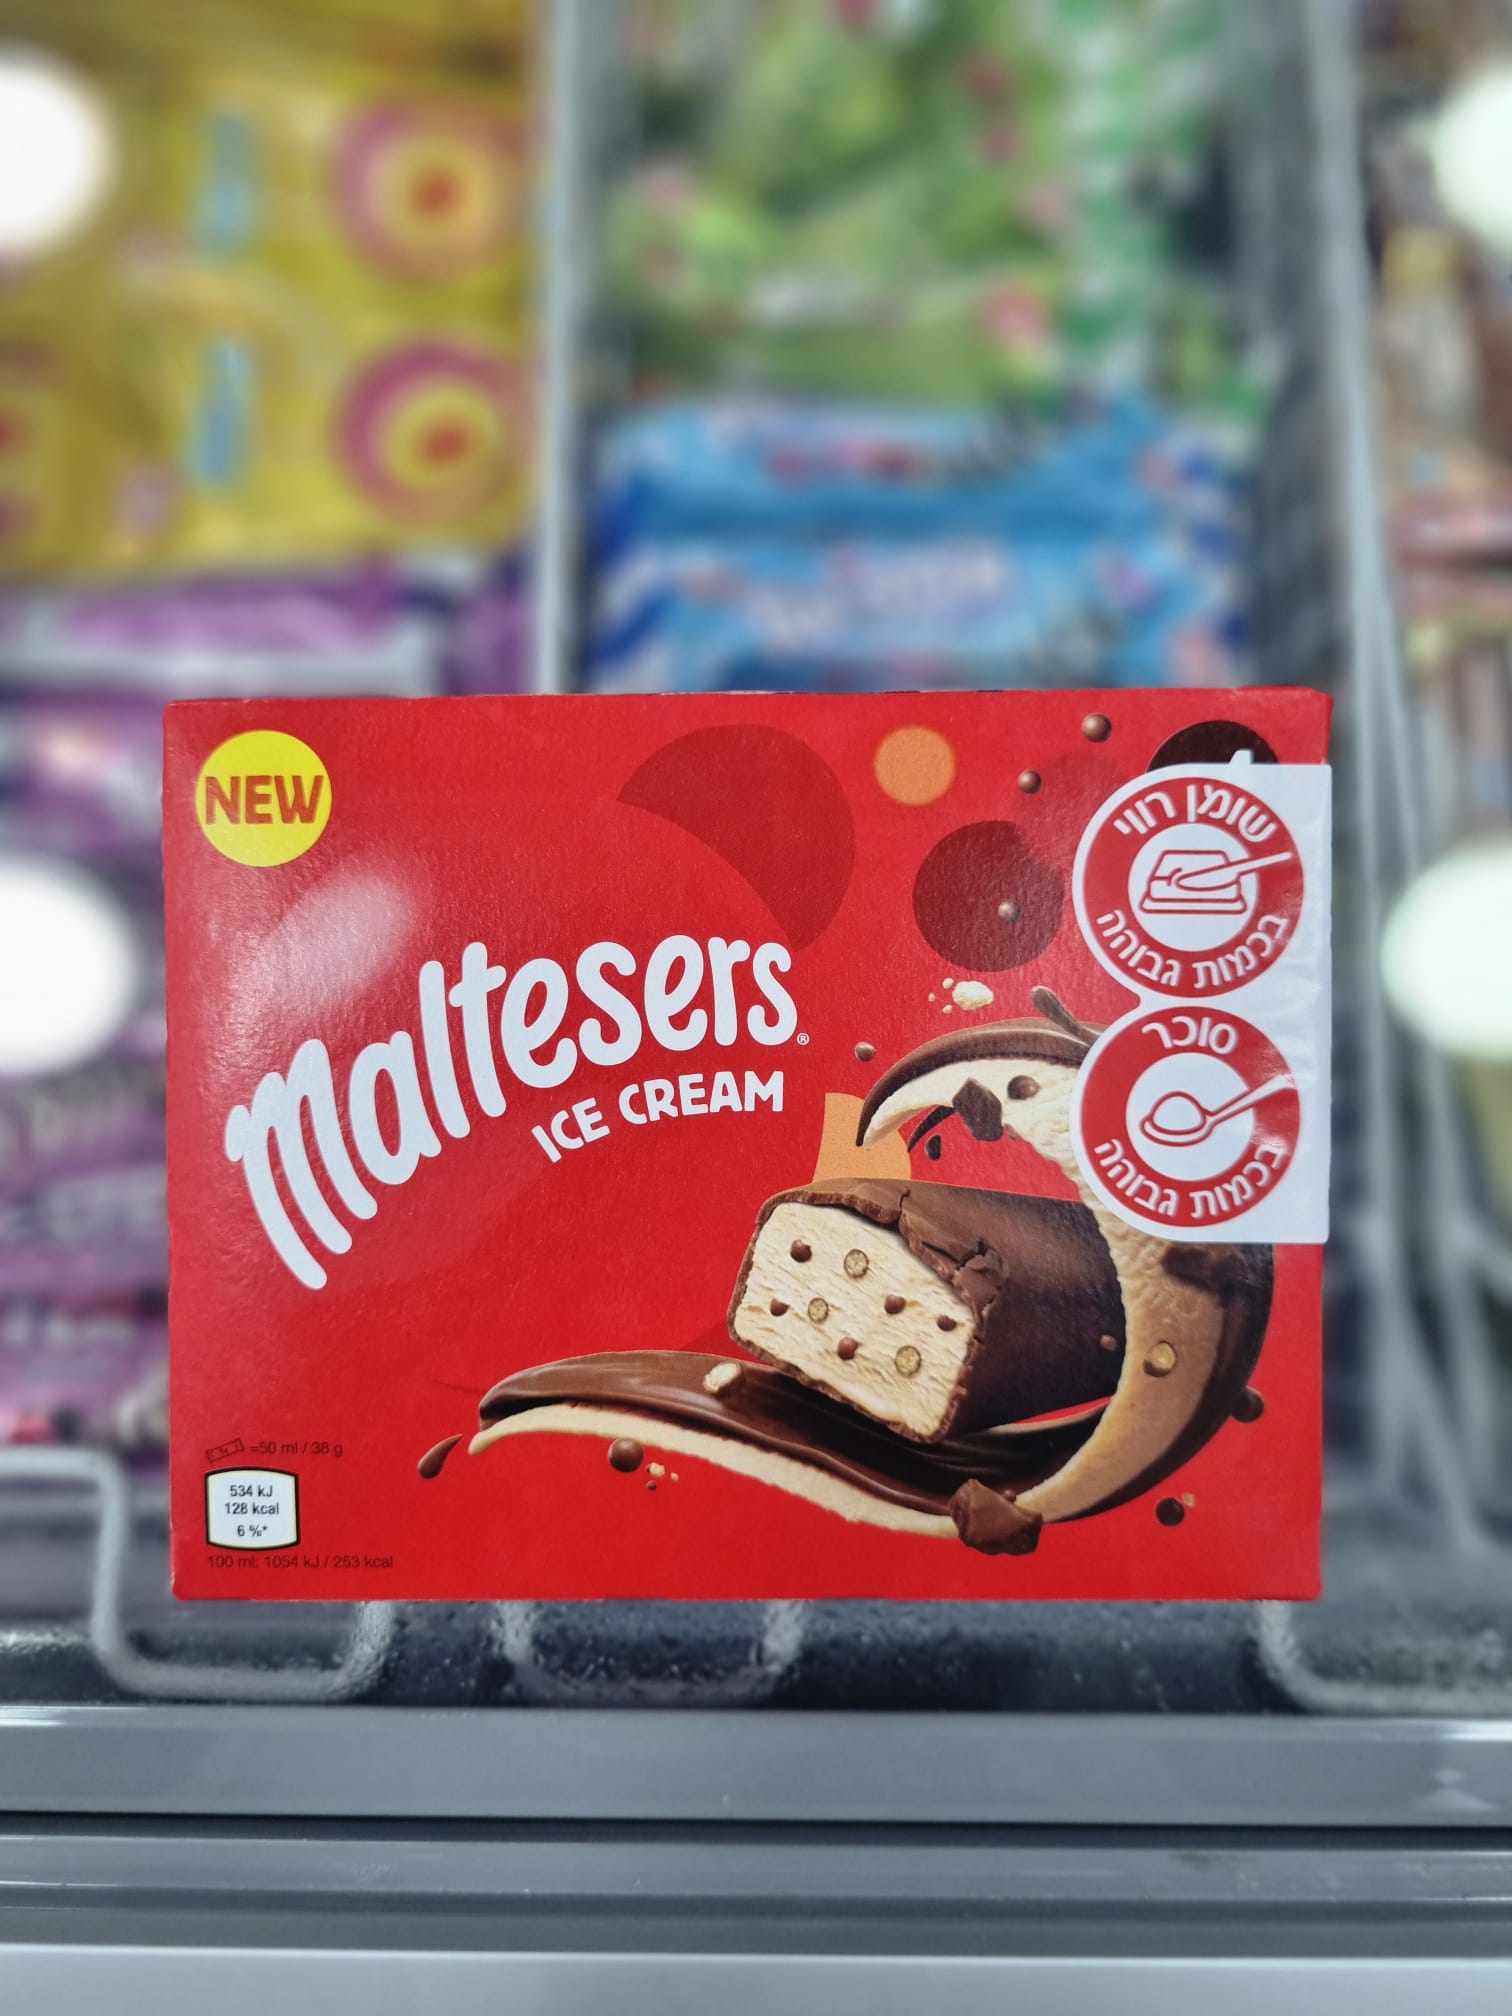 NEW
Maltesers®
ICE CREAM
שומן רווי
בכמות גבוהה
סוכר
בכמות גבוהה
1x =50 ml / 38 g
534 kJ
128 kcal
6 %*
100 ml: 1054 kJ / 253 kcal